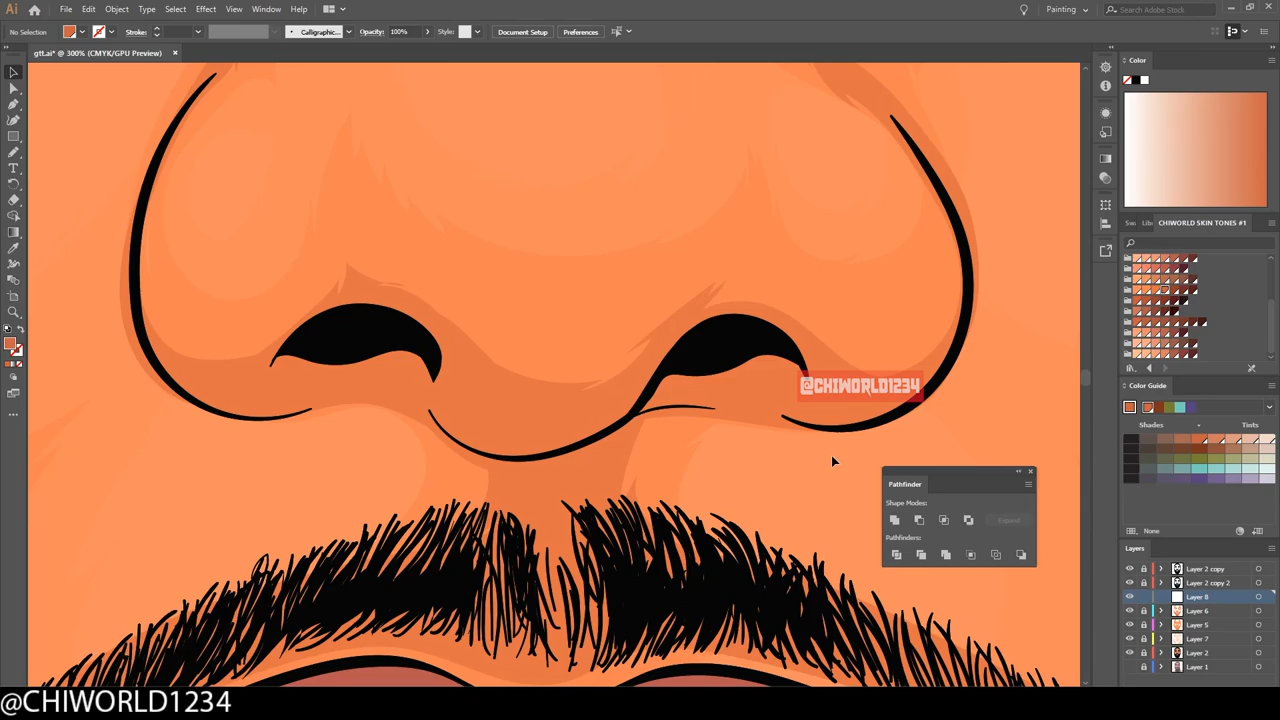 Ai File Edit Object Type Select Effect View Window Help Painting Search Adobe Stock
No Selection Stroke: Calligraphic... Opacity: 100% Style: Document Setup Preferences
gtt.ai* @ 300% (CMYK/GPU Preview)
Color
Sw Lib CHIWORLD SKIN TONES #1
@CHIWORLD1234
Color Guide
Shades Tints
None
Pathfinder
Shape Modes:
Expand
Pathfinders:
Layers
Layer 2 copy
Layer 2 copy 2
Layer 8
Layer 6
Layer 5
Layer 7
Layer 2
Layer 1
@CHIWORLD1234